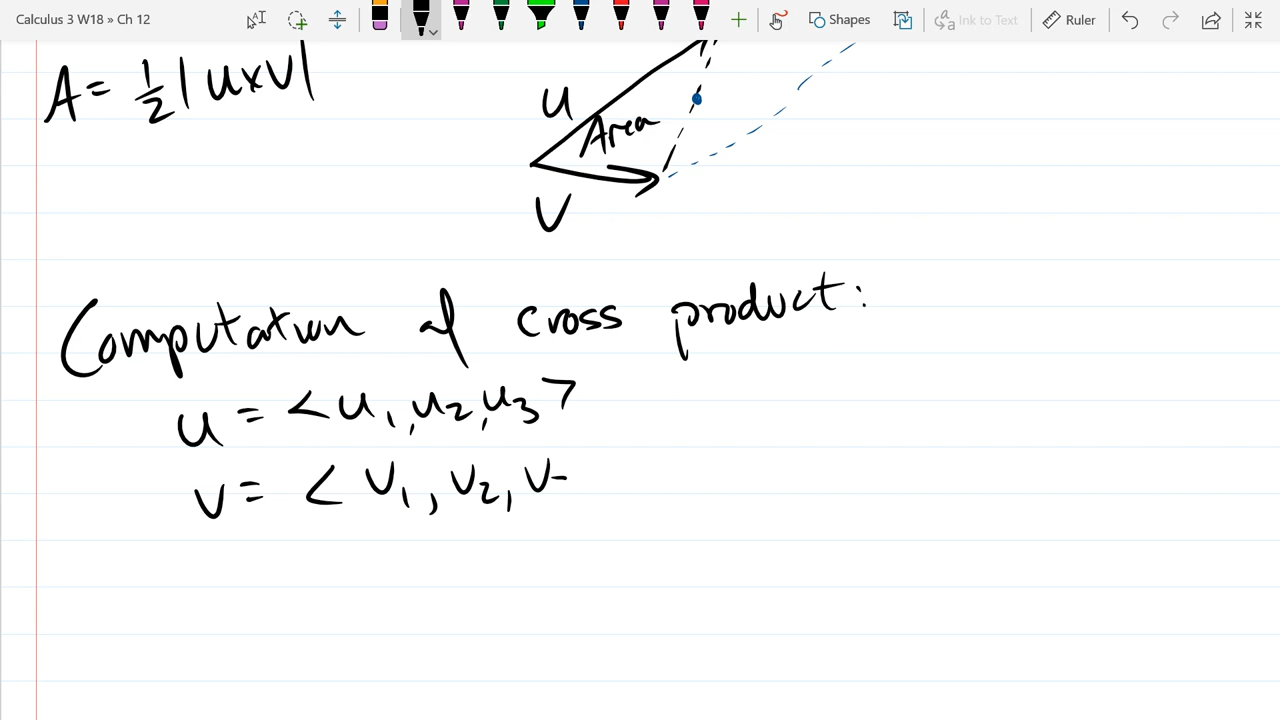 Calculus 3 W18 » Ch 12
Shapes
Ink to Text
Ruler
A = 1/2 |u×v|
u
Area
v
Computation of cross product:
u = <u₁, u₂, u₃>
v = <v₁, v₂, v